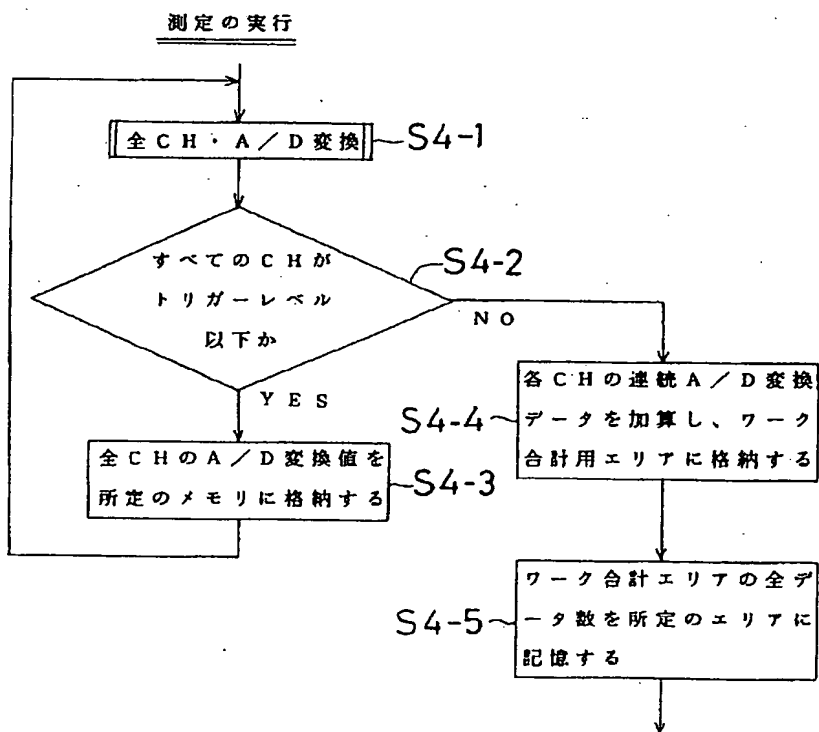 測定の実行
全CH・A／D変換
S4-1
すべてのCHが
トリガーレベル
以下か
S4-2
NO
YES
全CHのA／D変換値を
所定のメモリに格納する
S4-3
各CHの連続A／D変換
データを加算し、ワーク
合計用エリアに格納する
S4-4
ワーク合計エリアの全デ
ータ数を所定のエリアに
記憶する
S4-5